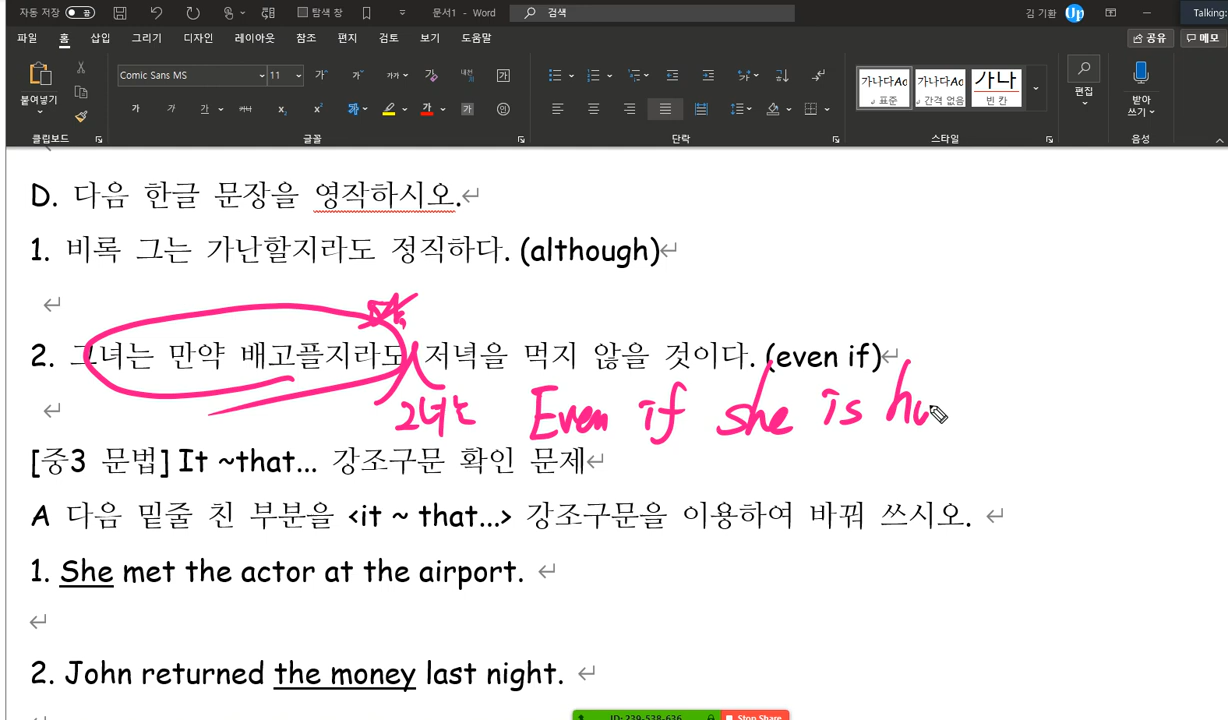 자동 저장 끔 탐색 창 문서1 - Word 검색 김 기환 Up Talking:
파일 홈 삽입 그리기 디자인 레이아웃 참조 편지 검토 보기 도움말 공유 메모
붙여넣기 Comic Sans MS 11 가나다Ac 가나다Ac 가나 편집 받아쓰기
표준 간격 없음 빈 칸
클립보드 글꼴 단락 스타일 음성
D. 다음 한글 문장을 영작하시오.
1. 비록 그는 가난할지라도 정직하다. (although)
2. 그녀는 만약 배고플지라도 저녁을 먹지 않을 것이다. (even if)
그녀는 Even if she is hu
[중3 문법] It ~that... 강조구문 확인 문제
A 다음 밑줄 친 부분을 <it ~ that...> 강조구문을 이용하여 바꿔 쓰시오.
1. She met the actor at the airport.
2. John returned the money last night.
ID: 239-538-636 Stop Share